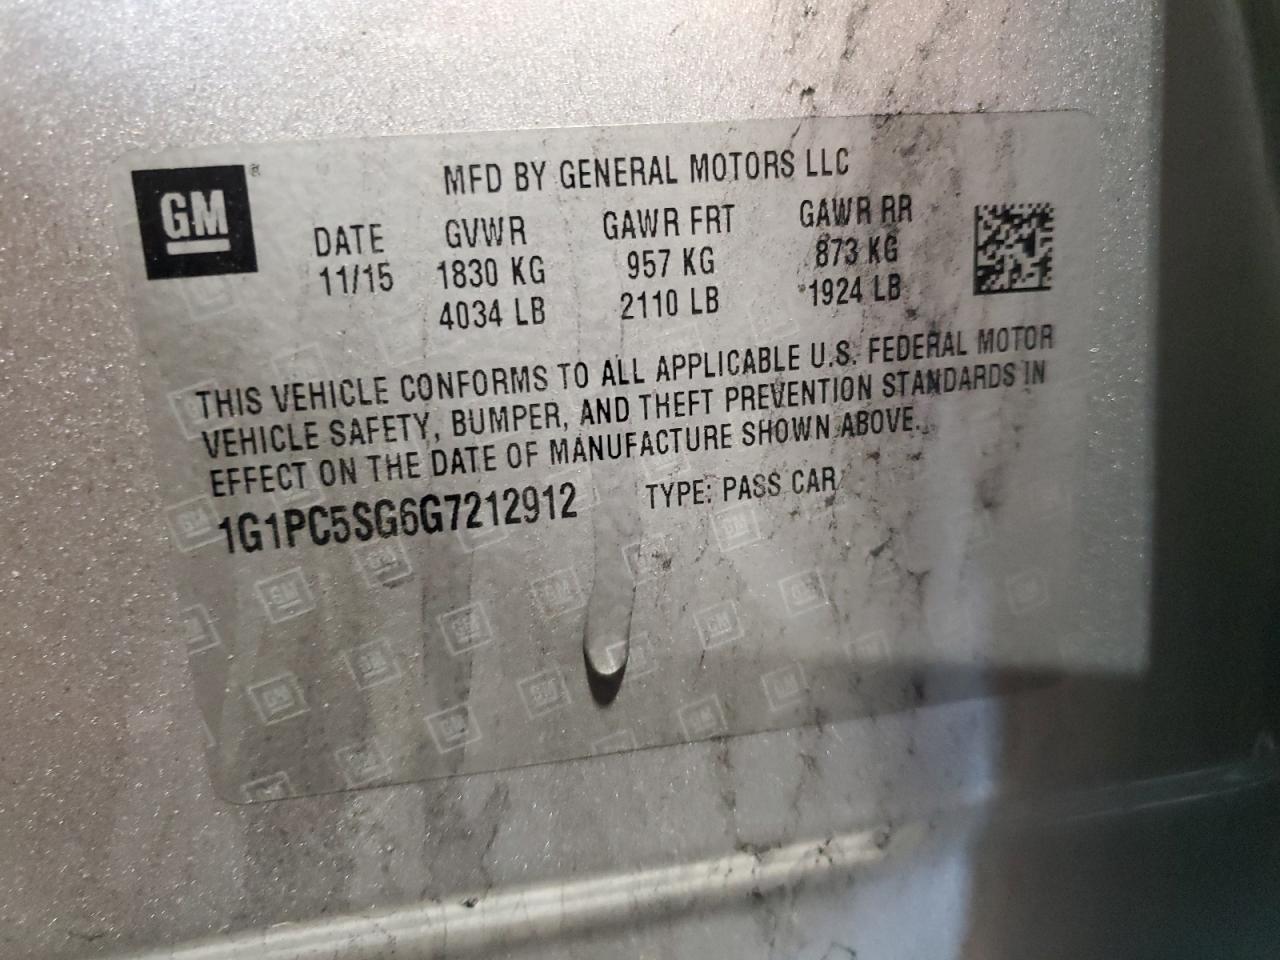 GM®
MFD BY GENERAL MOTORS LLC
DATE GVWR GAWR FRT GAWR RR
11/15 1830 KG 957 KG 873 KG
4034 LB 2110 LB 1924 LB
THIS VEHICLE CONFORMS TO ALL APPLICABLE U.S. FEDERAL MOTOR
VEHICLE SAFETY, BUMPER, AND THEFT PREVENTION STANDARDS IN
EFFECT ON THE DATE OF MANUFACTURE SHOWN ABOVE.
1G1PC5SG6G7212912 TYPE: PASS CAR